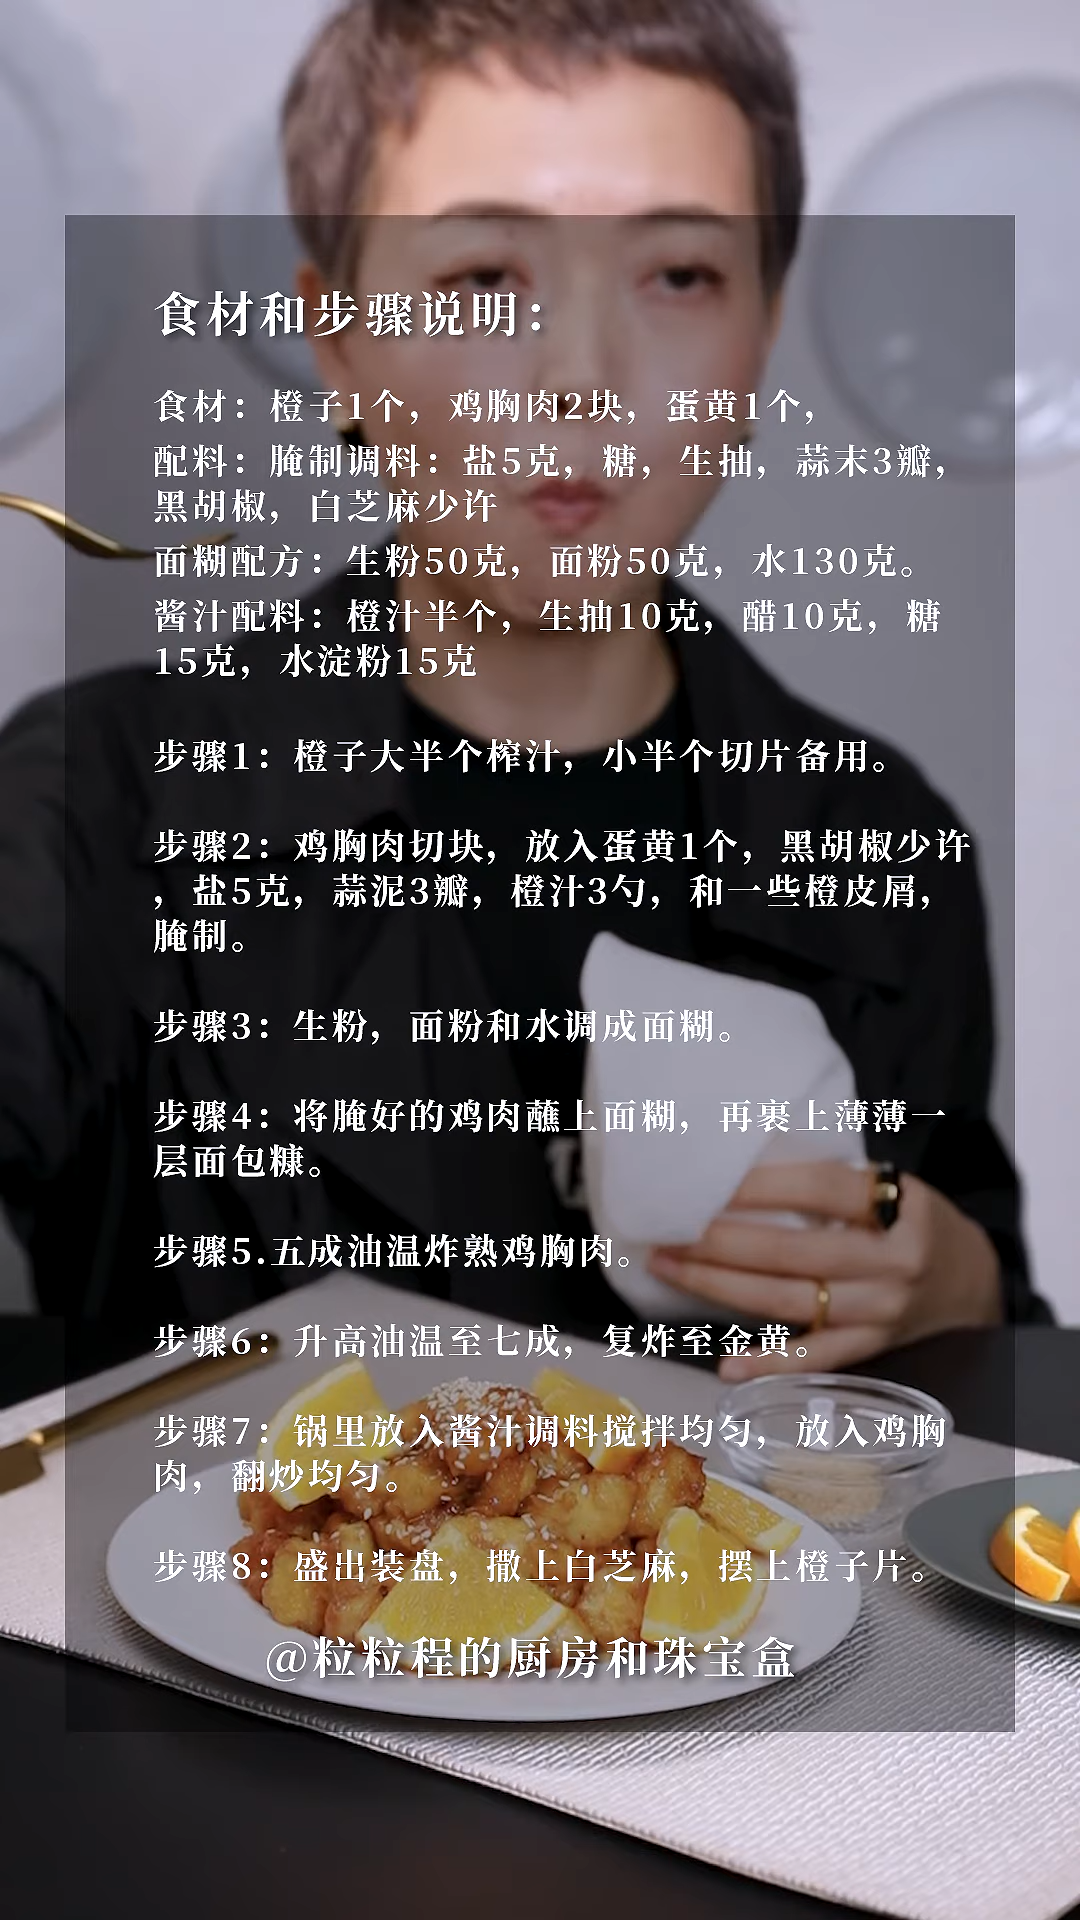 食材和步骤说明：
食材：橙子1个，鸡胸肉2块，蛋黄1个，
配料：腌制调料：盐5克，糖，生抽，蒜末3瓣，
黑胡椒，白芝麻少许
面糊配方：生粉50克，面粉50克，水130克。
酱汁配料：橙汁半个，生抽10克，醋10克，糖
15克，水淀粉15克
步骤1：橙子大半个榨汁，小半个切片备用。
步骤2：鸡胸肉切块，放入蛋黄1个，黑胡椒少许
，盐5克，蒜泥3瓣，橙汁3勺，和一些橙皮屑，
腌制。
步骤3：生粉，面粉和水调成面糊。
步骤4：将腌好的鸡肉蘸上面糊，再裹上薄薄一
层面包糠。
步骤5.五成油温炸熟鸡胸肉。
步骤6：升高油温至七成，复炸至金黄。
步骤7：锅里放入酱汁调料搅拌均匀，放入鸡胸
肉，翻炒均匀。
步骤8：盛出装盘，撒上白芝麻，摆上橙子片。
@粒粒程的厨房和珠宝盒